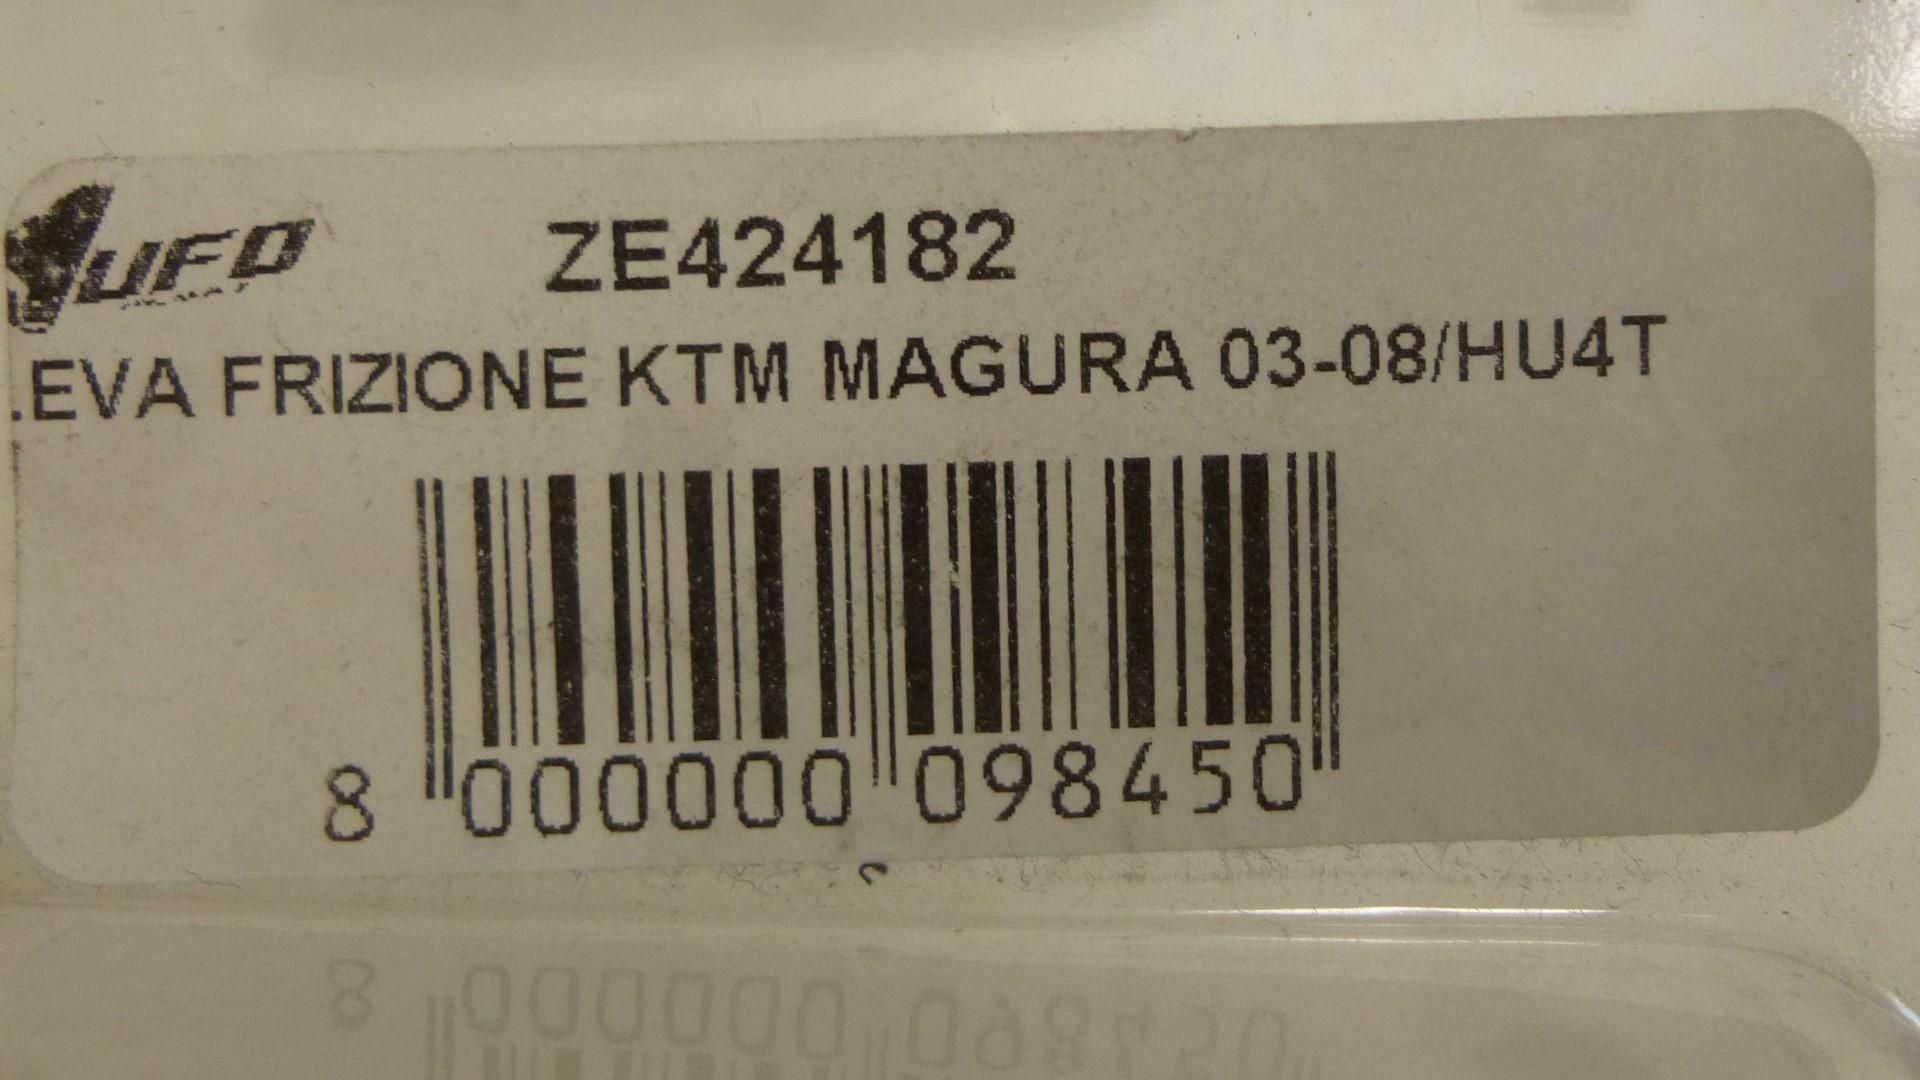 UFO
ZE424182
LEVA FRIZIONE KTM MAGURA 03-08/HU4T
8 000000 098450